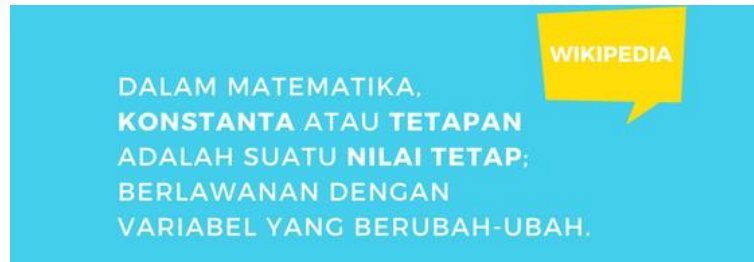 WIKIPEDIA
DALAM MATEMATIKA,
KONSTANTA ATAU TETAPAN
ADALAH SUATU NILAI TETAP;
BERLAWANAN DENGAN
VARIABEL YANG BERUBAH-UBAH.